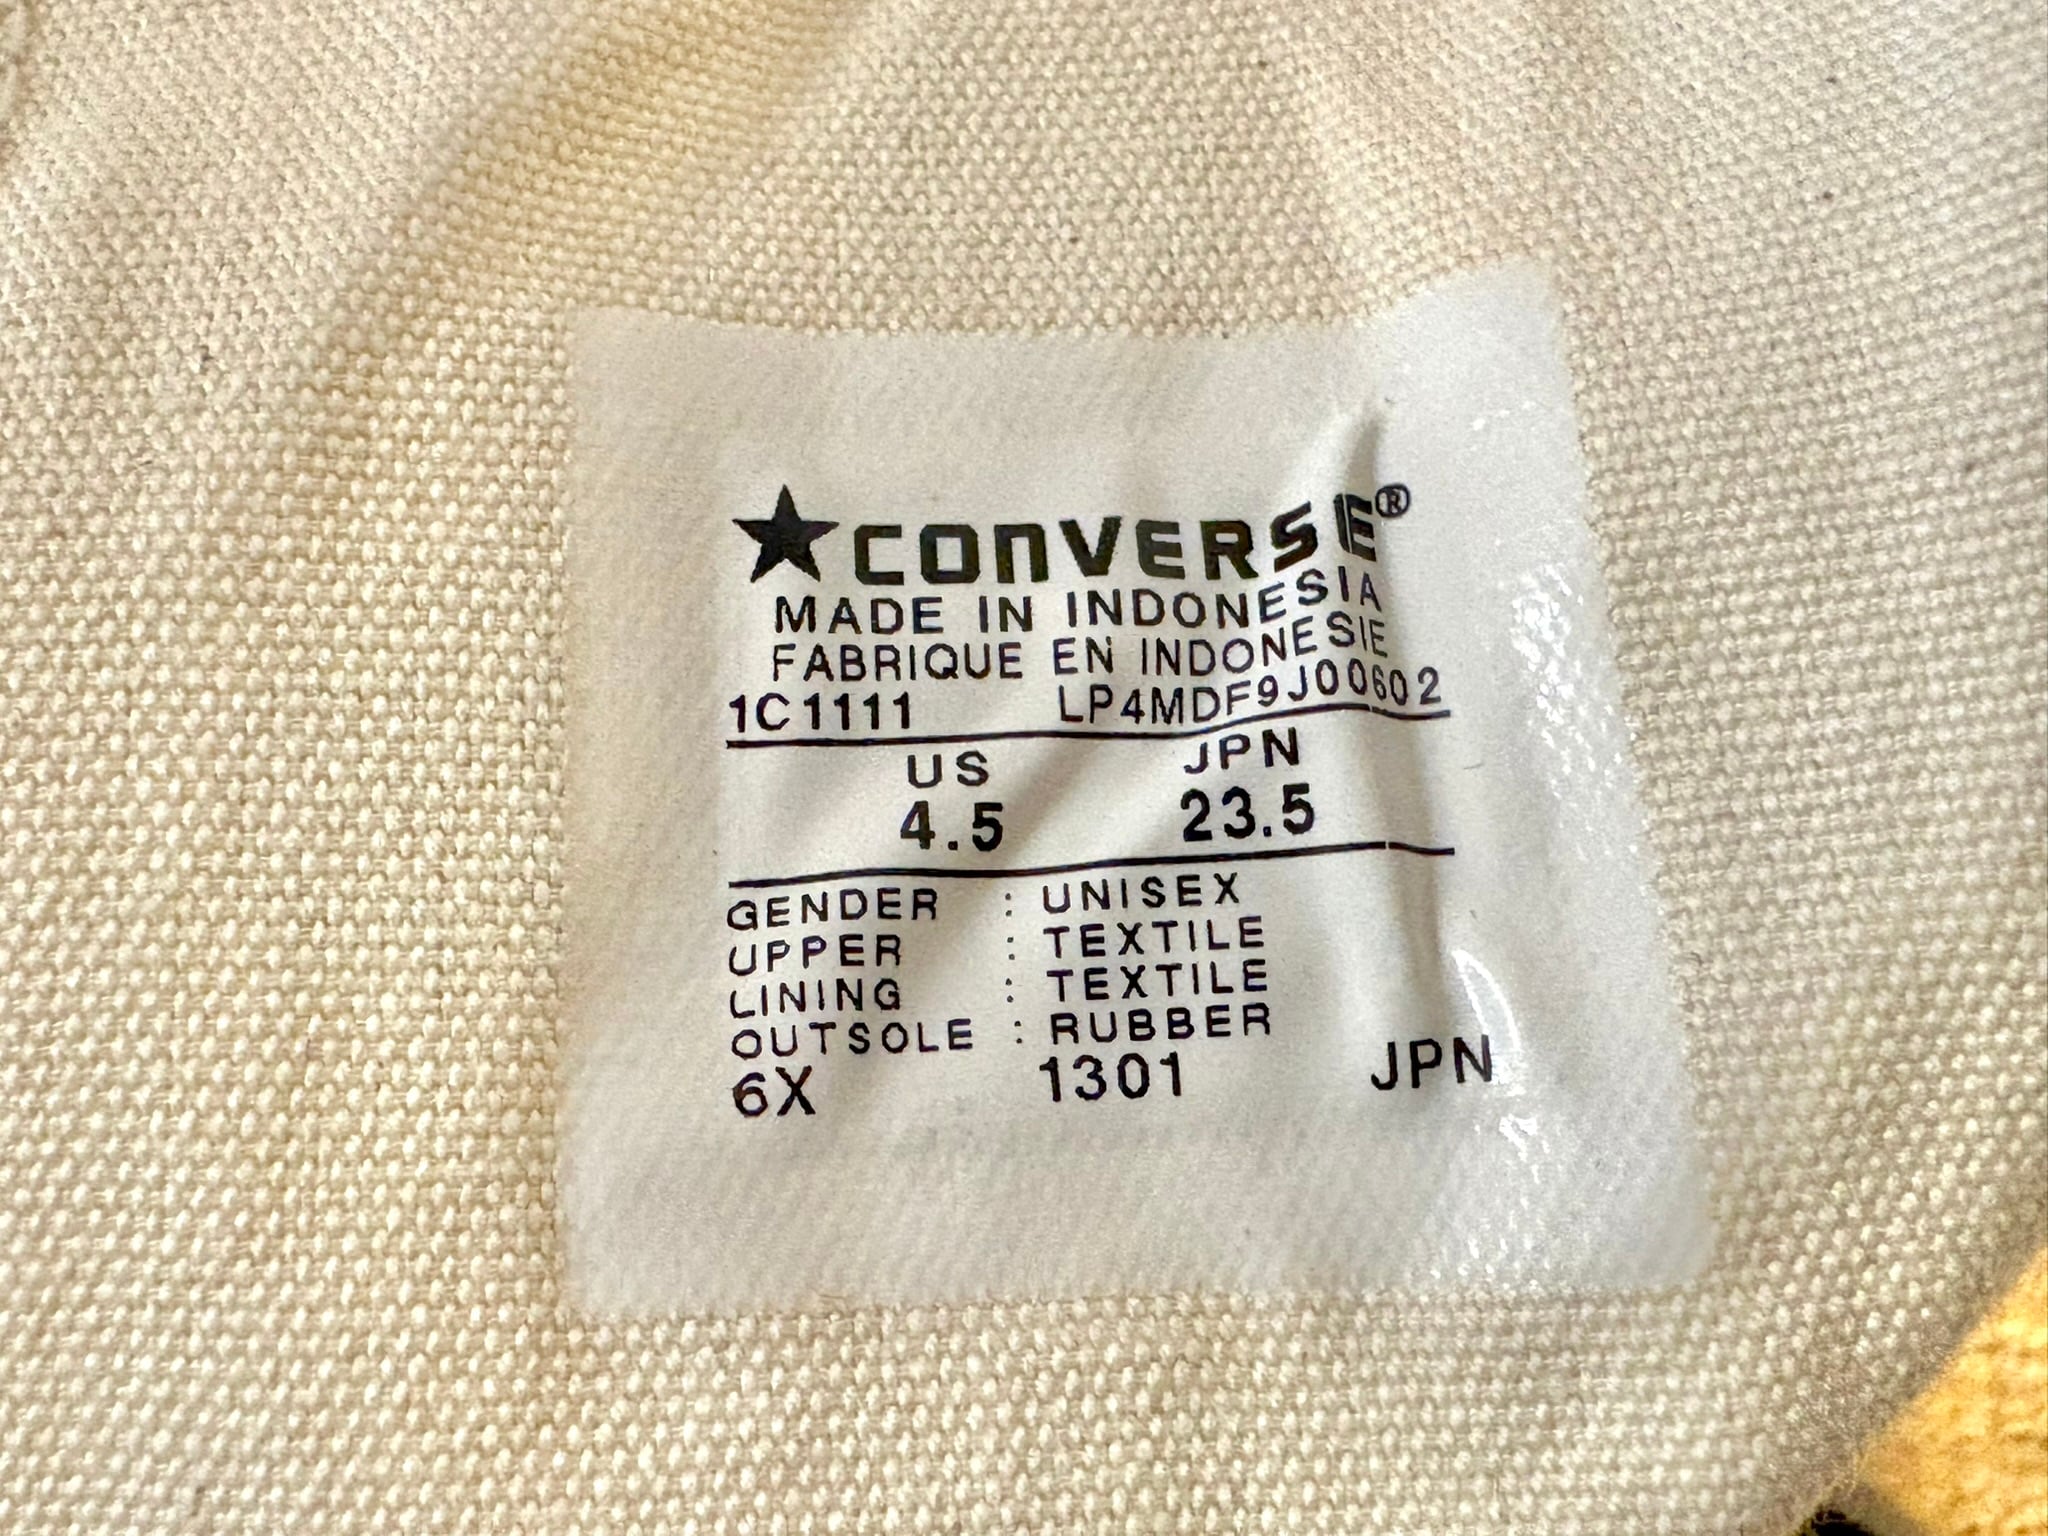 ★CONVERSE®
MADE IN INDONESIA
FABRIQUE EN INDONESIE
1C1111 LP4MDF9J00602
US JPN
4.5 23.5
GENDER : UNISEX
UPPER : TEXTILE
LINING : TEXTILE
OUTSOLE : RUBBER
6X 1301 JPN